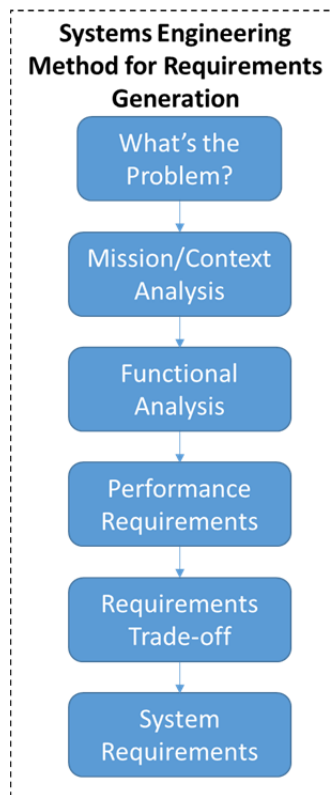 Systems Engineering
Method for Requirements
Generation
What's the
Problem?
Mission/Context
Analysis
Functional
Analysis
Performance
Requirements
Requirements
Trade-off
System
Requirements